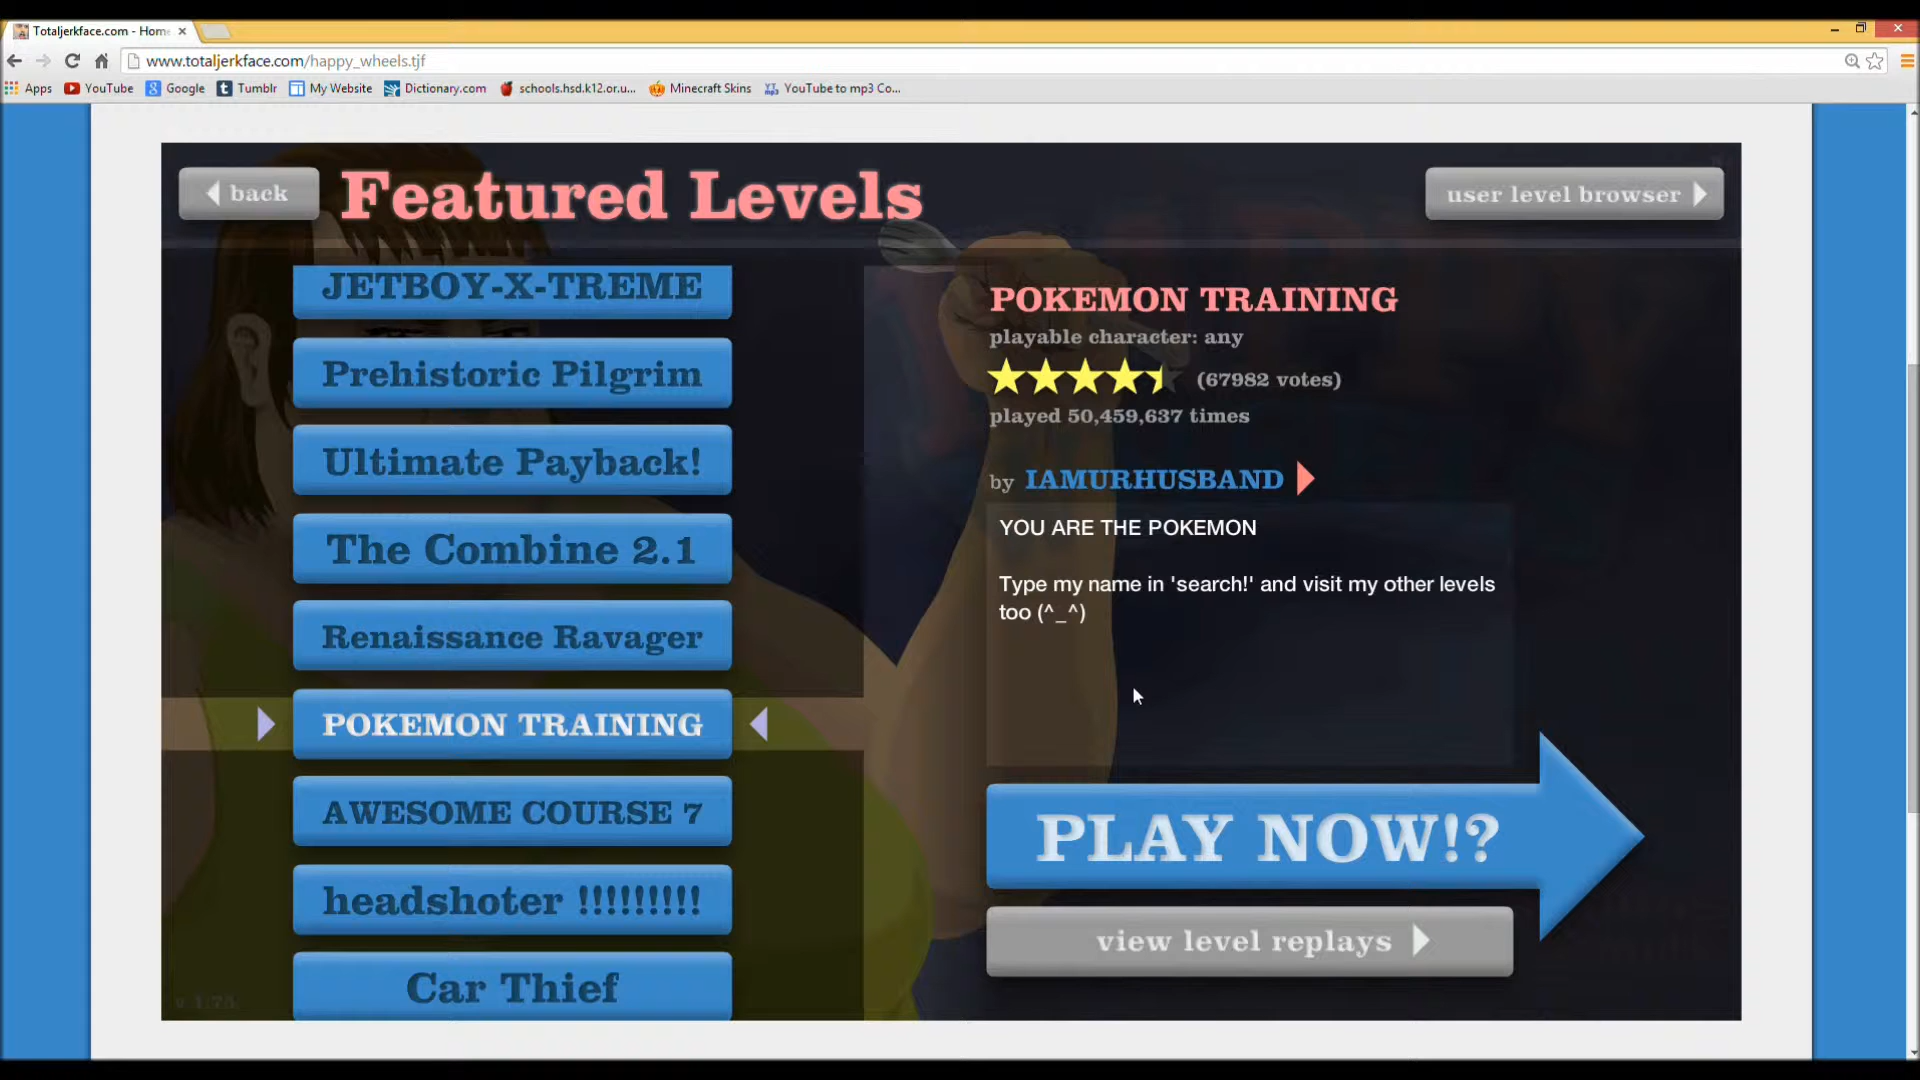 Totaljerkface.com - Home
www.totaljerkface.com/happy_wheels.tjf
Apps YouTube Google Tumblr My Website Dictionary.com schools.hsd.k12.or.u... Minecraft Skins YouTube to mp3 Co...
back
Featured Levels
user level browser
JETBOY-X-TREME
Prehistoric Pilgrim
Ultimate Payback!
The Combine 2.1
Renaissance Ravager
POKEMON TRAINING
AWESOME COURSE 7
headshoter !!!!!!!!!
Car Thief
v 1.75
POKEMON TRAINING
playable character: any
(67982 votes)
played 50,459,637 times
by IAMURHUSBAND
YOU ARE THE POKEMON
Type my name in 'search!' and visit my other levels
too (^_^)
PLAY NOW!?
view level replays